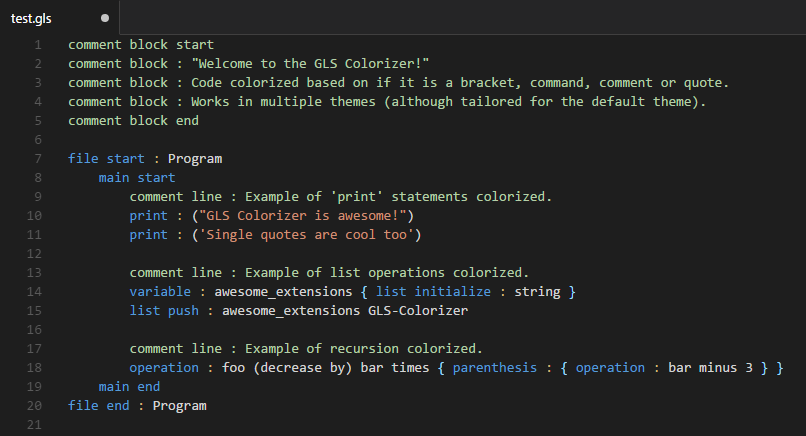 test.gls
1 comment block start
2 comment block : "Welcome to the GLS Colorizer!"
3 comment block : Code colorized based on if it is a bracket, command, comment or quote.
4 comment block : Works in multiple themes (although tailored for the default theme).
5 comment block end
6
7 file start : Program
8     main start
9         comment line : Example of 'print' statements colorized.
10         print : ("GLS Colorizer is awesome!")
11         print : ('Single quotes are cool too')
12
13         comment line : Example of list operations colorized.
14         variable : awesome_extensions { list initialize : string }
15         list push : awesome_extensions GLS-Colorizer
16
17         comment line : Example of recursion colorized.
18         operation : foo (decrease by) bar times { parenthesis : { operation : bar minus 3 } }
19     main end
20 file end : Program
21